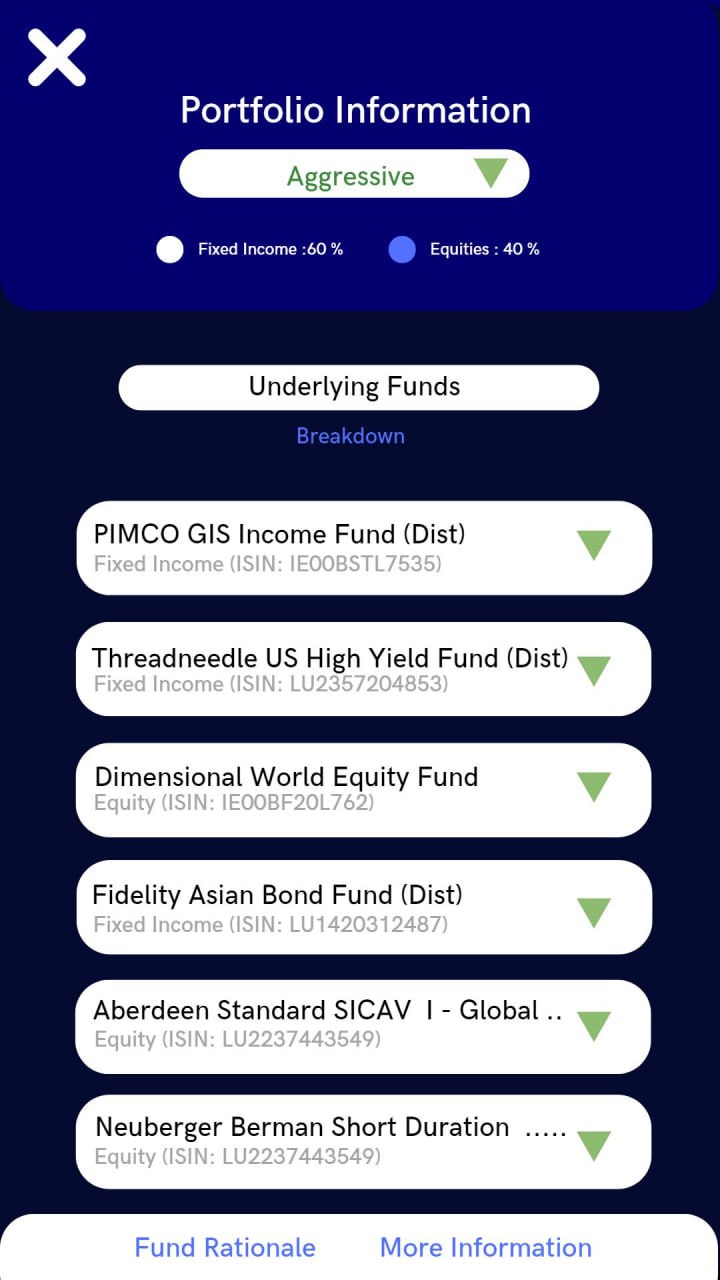 Portfolio Information
Aggressive
Fixed Income :60 %
Equities : 40 %
Underlying Funds
Breakdown
PIMCO GIS Income Fund (Dist)
Fixed Income (ISIN: IE00BSTL7535)
Threadneedle US High Yield Fund (Dist)
Fixed Income (ISIN: LU2357204853)
Dimensional World Equity Fund
Equity (ISIN: IE00BF20L762)
Fidelity Asian Bond Fund (Dist)
Fixed Income (ISIN: LU1420312487)
Aberdeen Standard SICAV I - Global ..
Equity (ISIN: LU2237443549)
Neuberger Berman Short Duration .....
Equity (ISIN: LU2237443549)
Fund Rationale
More Information